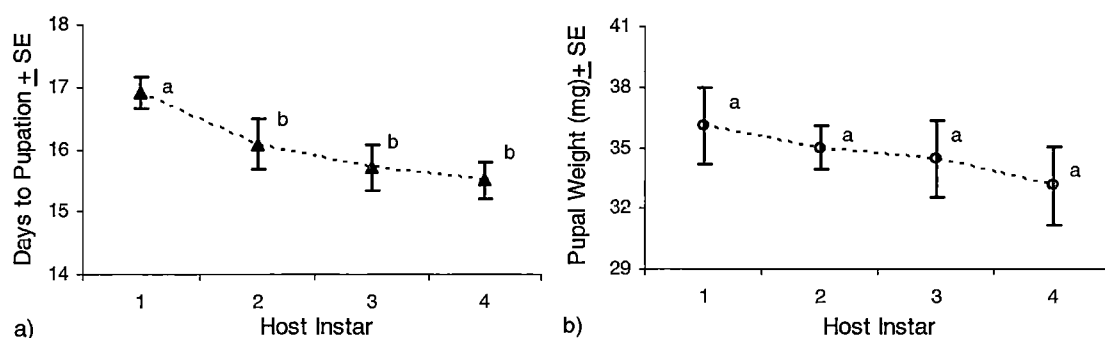 18
17
16
15
14
Days to Pupation ± SE
a
b
b
b
1 2 3 4
Host Instar
a)
41
38
35
32
29
Pupal Weight (mg) ± SE
a
a
a
a
1 2 3 4
Host Instar
b)